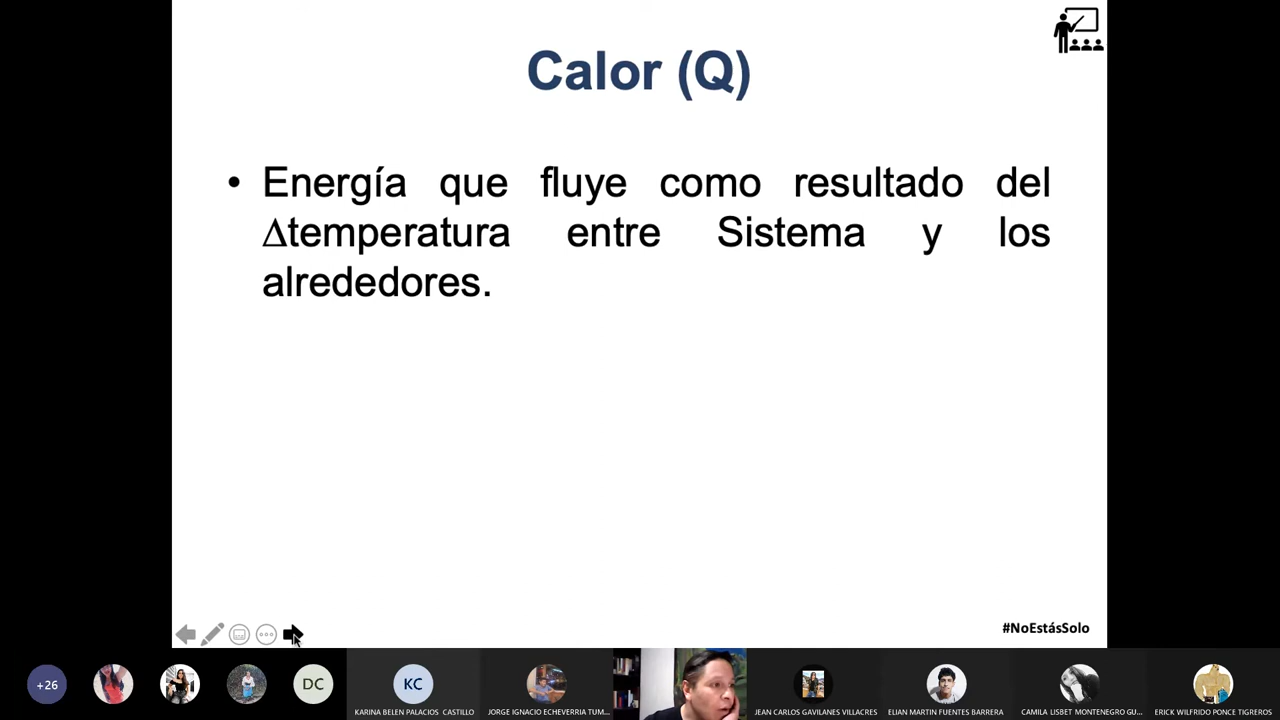 Calor (Q)
• Energía que fluye como resultado del
∆temperatura entre Sistema y los
alrededores.
#NoEstásSolo
+26
DC
KC
KARINA BELEN PALACIOS CASTILLO
JORGE IGNACIO ECHEVERRIA TUM...
JEAN CARLOS GAVILANES VILLACRES
ELIAN MARTIN FUENTES BARRERA
CAMILA LISBET MONTENEGRO GU...
ERICK WILFRIDO PONCE TIGREROS